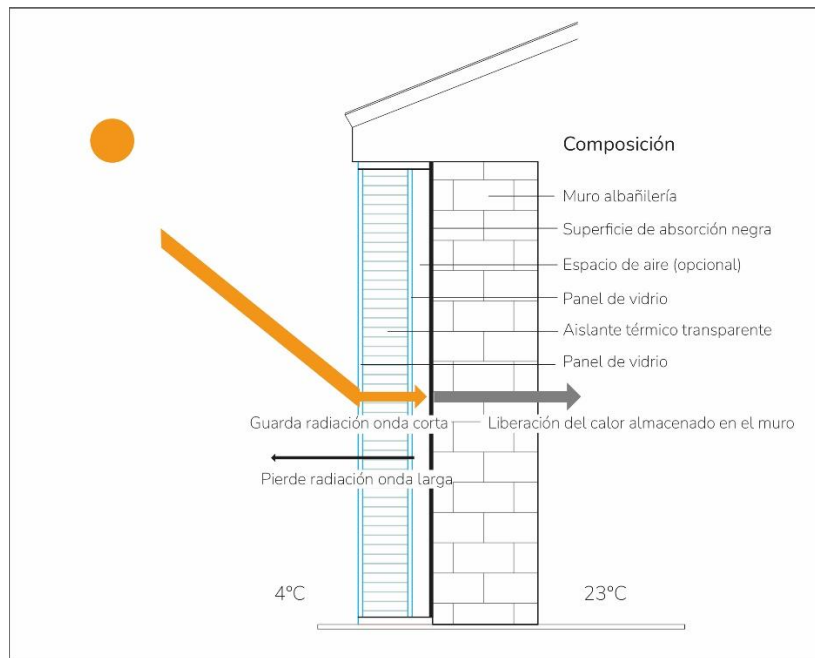 Composición
Muro albañilería
Superficie de absorción negra
Espacio de aire (opcional)
Panel de vidrio
Aislante térmico transparente
Panel de vidrio
Guarda radiación onda corta
Liberación del calor almacenado en el muro
Pierde radiación onda larga
4°C
23°C